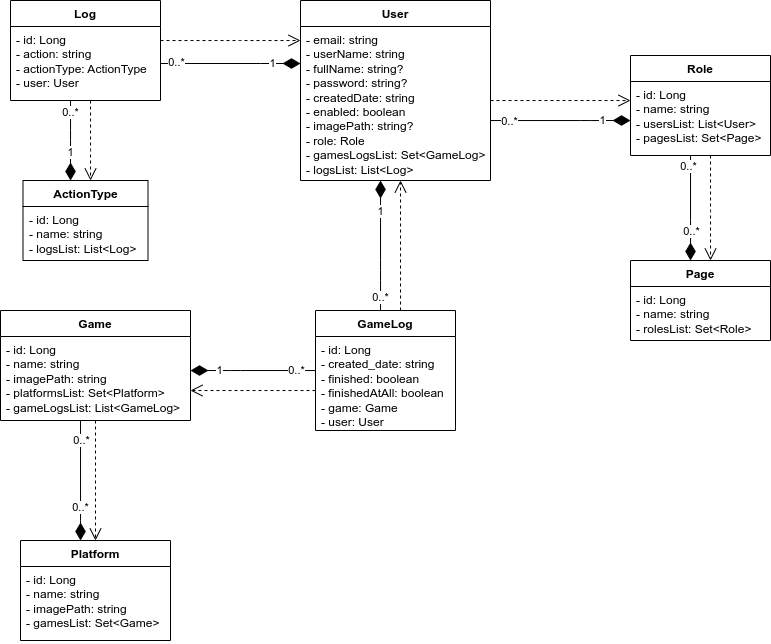 Log
- id: Long
- action: string
- actionType: ActionType
- user: User
0..*
1
User
- email: string
- userName: string
- fullName: string?
- password: string?
- createdDate: string
- enabled: boolean
- imagePath: string?
- role: Role
- gamesLogsList: Set<GameLog>
- logsList: List<Log>
0..*
1
Role
- id: Long
- name: string
- usersList: List<User>
- pagesList: Set<Page>
0..*
1
ActionType
- id: Long
- name: string
- logsList: List<Log>
0..*
0..*
Page
- id: Long
- name: string
- rolesList: Set<Role>
1
0..*
Game
- id: Long
- name: string
- imagePath: string
- platformsList: Set<Platform>
- gameLogsList: List<GameLog>
1
0..*
GameLog
- id: Long
- created_date: string
- finished: boolean
- finishedAtAll: boolean
- game: Game
- user: User
0..*
0..*
Platform
- id: Long
- name: string
- imagePath: string
- gamesList: Set<Game>